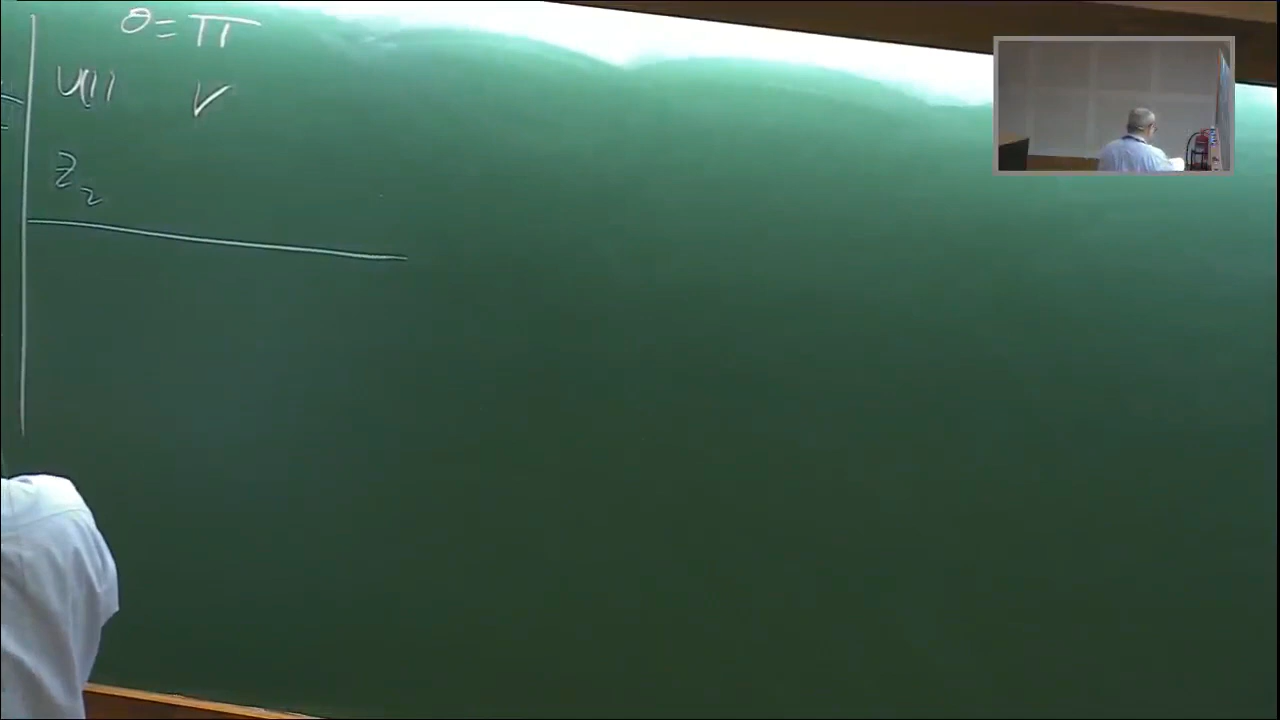 θ = π
U(1) ✓
Z₂